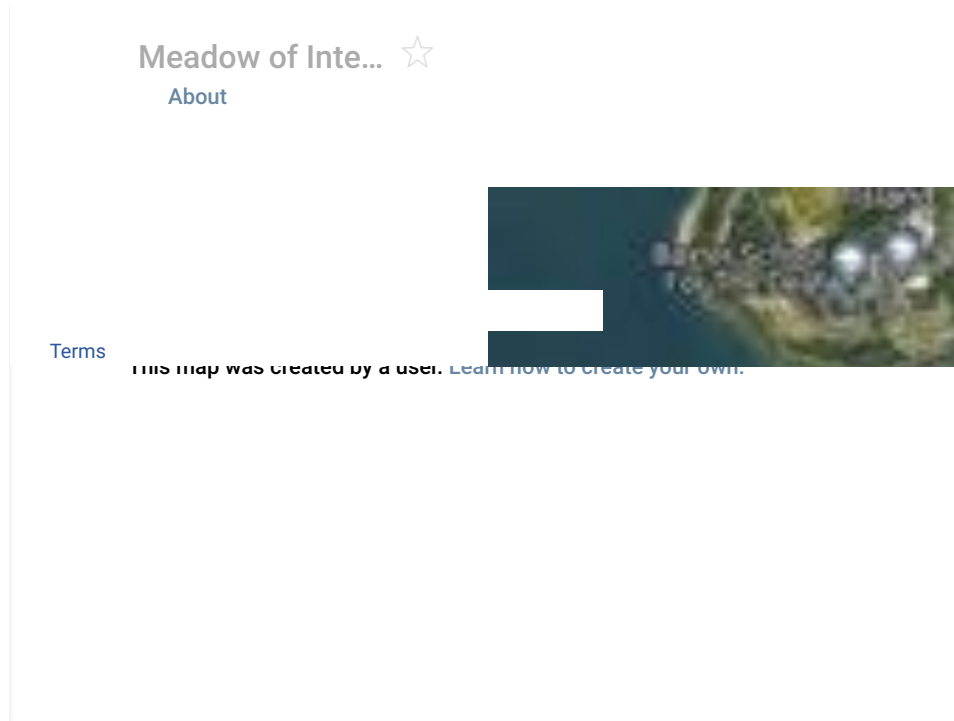 Meadow of Inte...
About
Terms
This map was created by a user. Learn how to create your own.